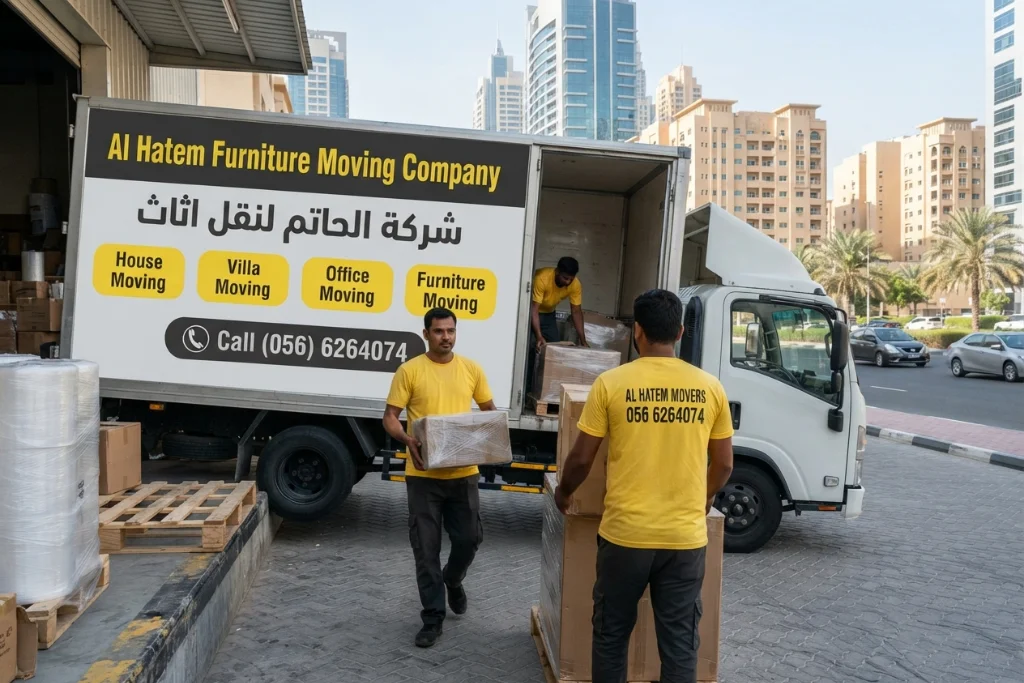 Al Hatem Furniture Moving Company
شركة الحاتم لنقل اثاث
House
Moving
Villa
Moving
Office
Moving
Furniture
Moving
Call (056) 6264074
AL HATEM MOVERS
056 6264074